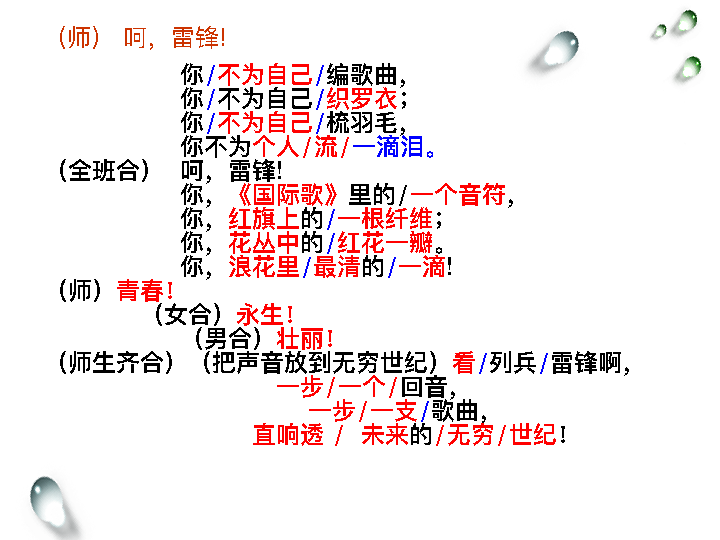 （师） 呵，雷锋!
你/不为自己/编歌曲，
你/不为自己/织罗衣；
你/不为自己/梳羽毛，
你不为个人/流/一滴泪。
（全班合） 呵，雷锋!
你，《国际歌》里的/一个音符，
你，红旗上的/一根纤维；
你，花丛中的/红花一瓣。
你，浪花里/最清的/一滴!
（师）青春!
（女合）永生!
（男合）壮丽!
（师生齐合）（把声音放到无穷世纪）看/列兵/雷锋啊，
一步/一个/回音，
一步/一支/歌曲，
直响透 / 未来的/无穷/世纪!